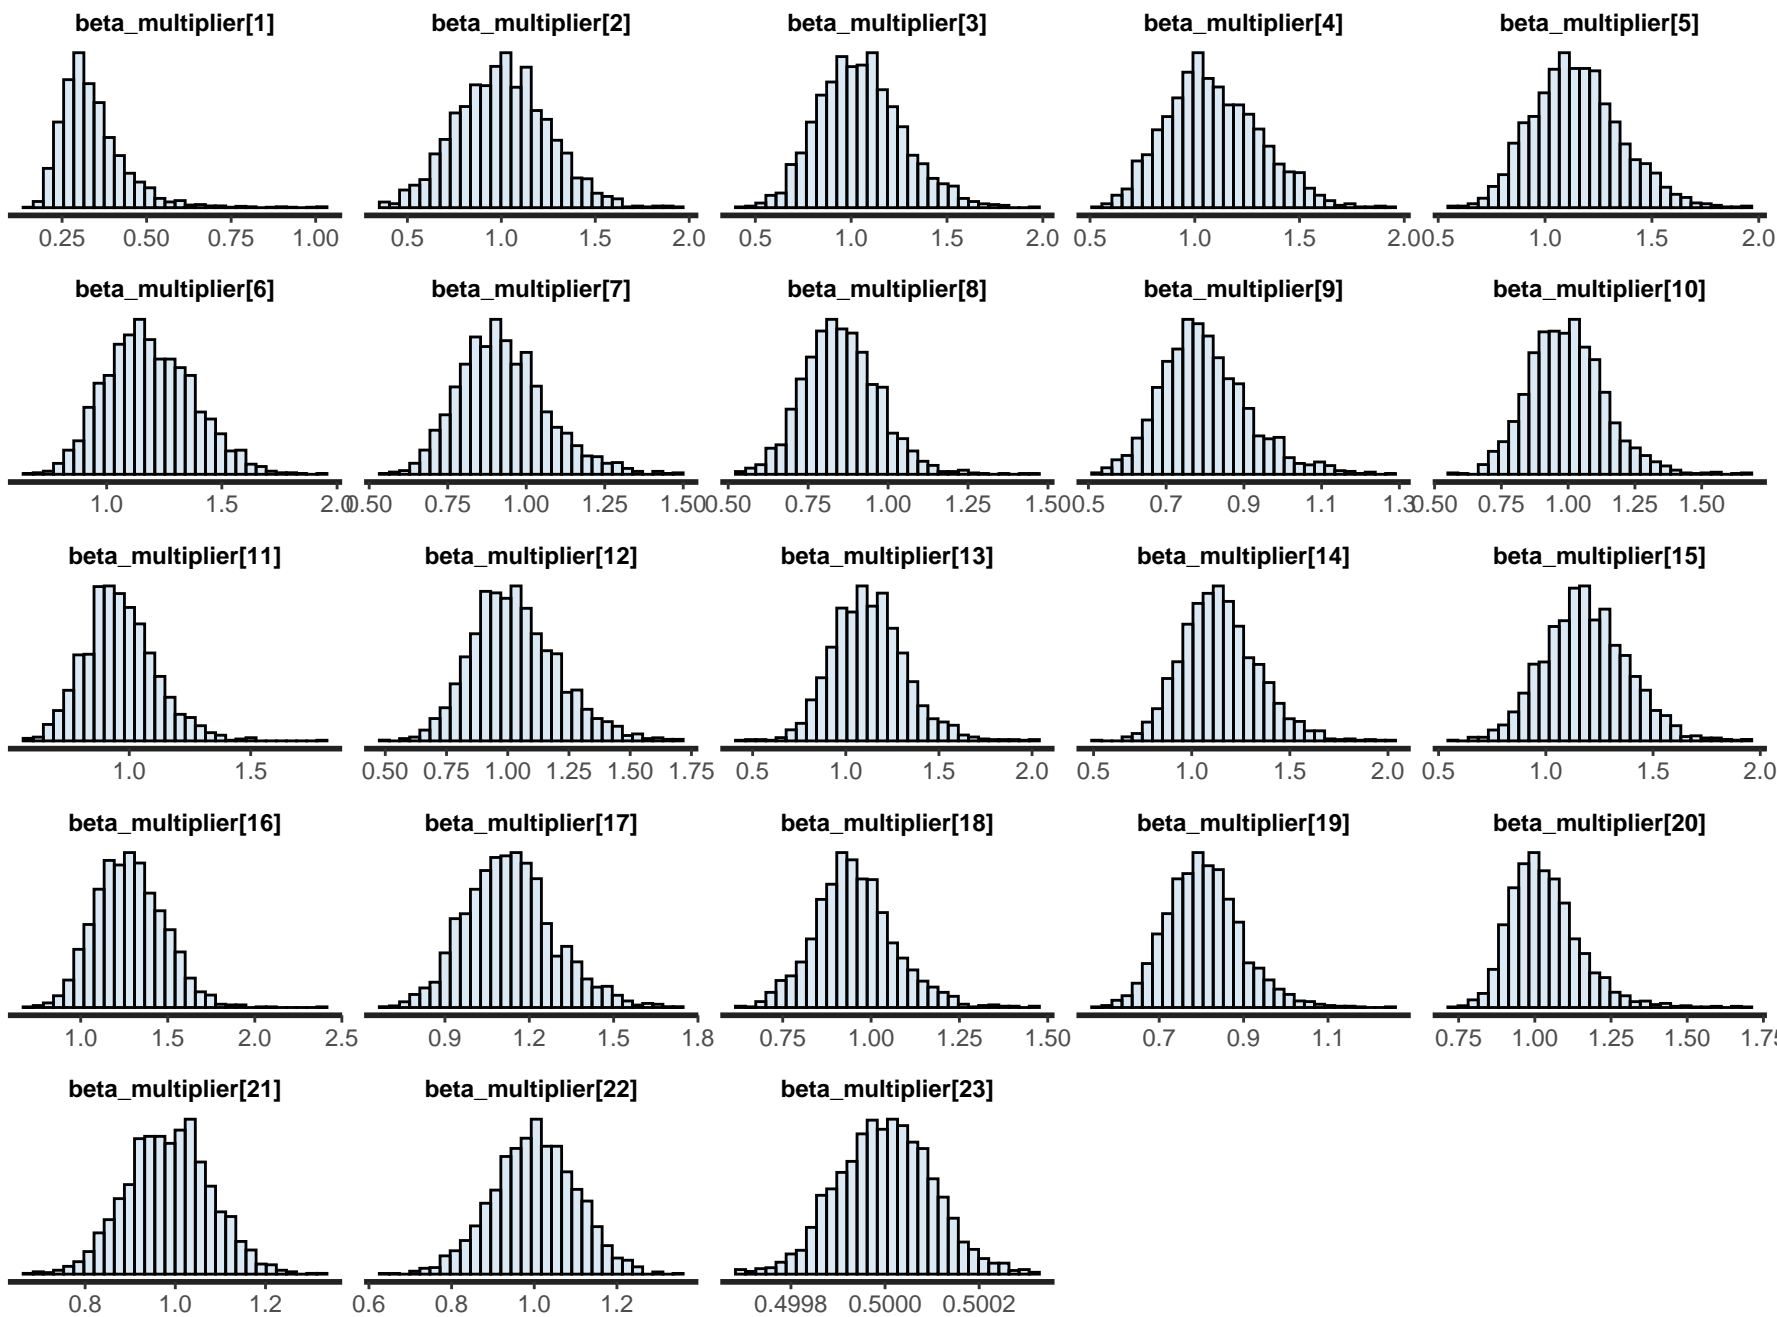 beta_multiplier[1] beta_multiplier[2] beta_multiplier[3] beta_multiplier[4] beta_multiplier[5]
0.25 0.50 0.75 1.00 0.5 1.0 1.5 2.0 0.5 1.0 1.5 2.0 0.5 1.0 1.5 2.0 0.5 1.0 1.5 2.0
beta_multiplier[6] beta_multiplier[7] beta_multiplier[8] beta_multiplier[9] beta_multiplier[10]
1.0 1.5 2.0 0.50 0.75 1.00 1.25 1.50 0.50 0.75 1.00 1.25 1.50 0.5 0.7 0.9 1.1 1.3 0.50 0.75 1.00 1.25 1.50
beta_multiplier[11] beta_multiplier[12] beta_multiplier[13] beta_multiplier[14] beta_multiplier[15]
1.0 1.5 0.50 0.75 1.00 1.25 1.50 1.75 0.5 1.0 1.5 2.0 0.5 1.0 1.5 2.0 0.5 1.0 1.5 2.0
beta_multiplier[16] beta_multiplier[17] beta_multiplier[18] beta_multiplier[19] beta_multiplier[20]
1.0 1.5 2.0 2.5 0.9 1.2 1.5 1.8 0.75 1.00 1.25 1.50 0.7 0.9 1.1 0.75 1.00 1.25 1.50 1.75
beta_multiplier[21] beta_multiplier[22] beta_multiplier[23]
0.8 1.0 1.2 0.6 0.8 1.0 1.2 0.4998 0.5000 0.5002